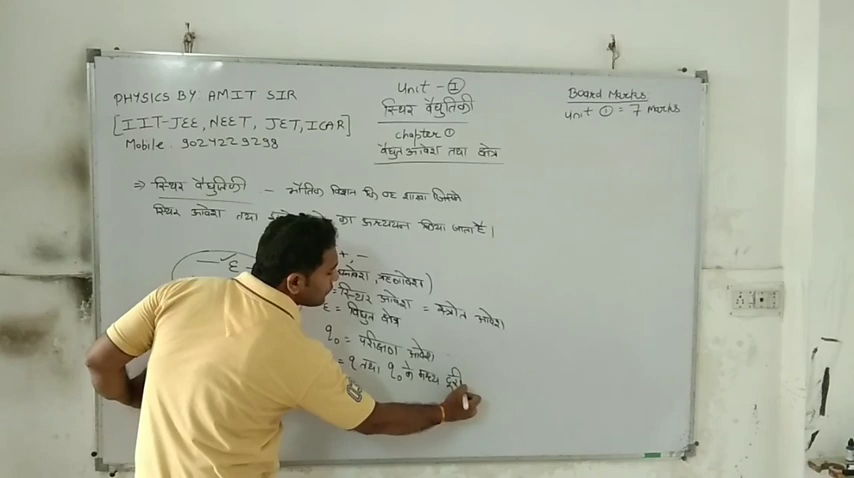 PHYSICS BY: AMIT SIR
[IIT-JEE, NEET, JET, ICAR]
Mobile. 9024229298
Unit - I
स्थिर वैधुतिकी
chapter ①
वैधुत आवेश तथा क्षेत्र
Board Marks
unit ① = 7 Marks
⇒ स्थिर वैधुतिकी - भौतिक विज्ञान कि वह शाखा जिसमे
स्थिर आवेश तथा का अध्ययन किया जाता है।
+, -
ऋणावेश)
= स्थिर आवेश = स्त्रोत आवेश
E = विधुत क्षेत्र
q₀ = परीक्षण आवेश
= q तथा q₀ के मध्य दूरी